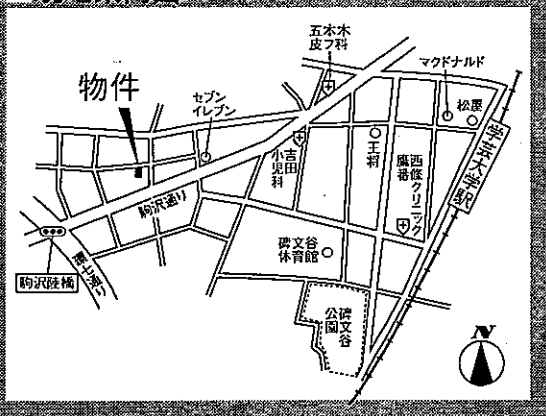 五本木
皮フ科
マクドナルド
物件
セブン
イレブン
松屋
学芸大学駅
王将
吉田
小児科
西條クリニック
鷹番
駒沢通り
碑文谷
体育館
環七通り
駒沢陸橋
碑文谷
公園
N